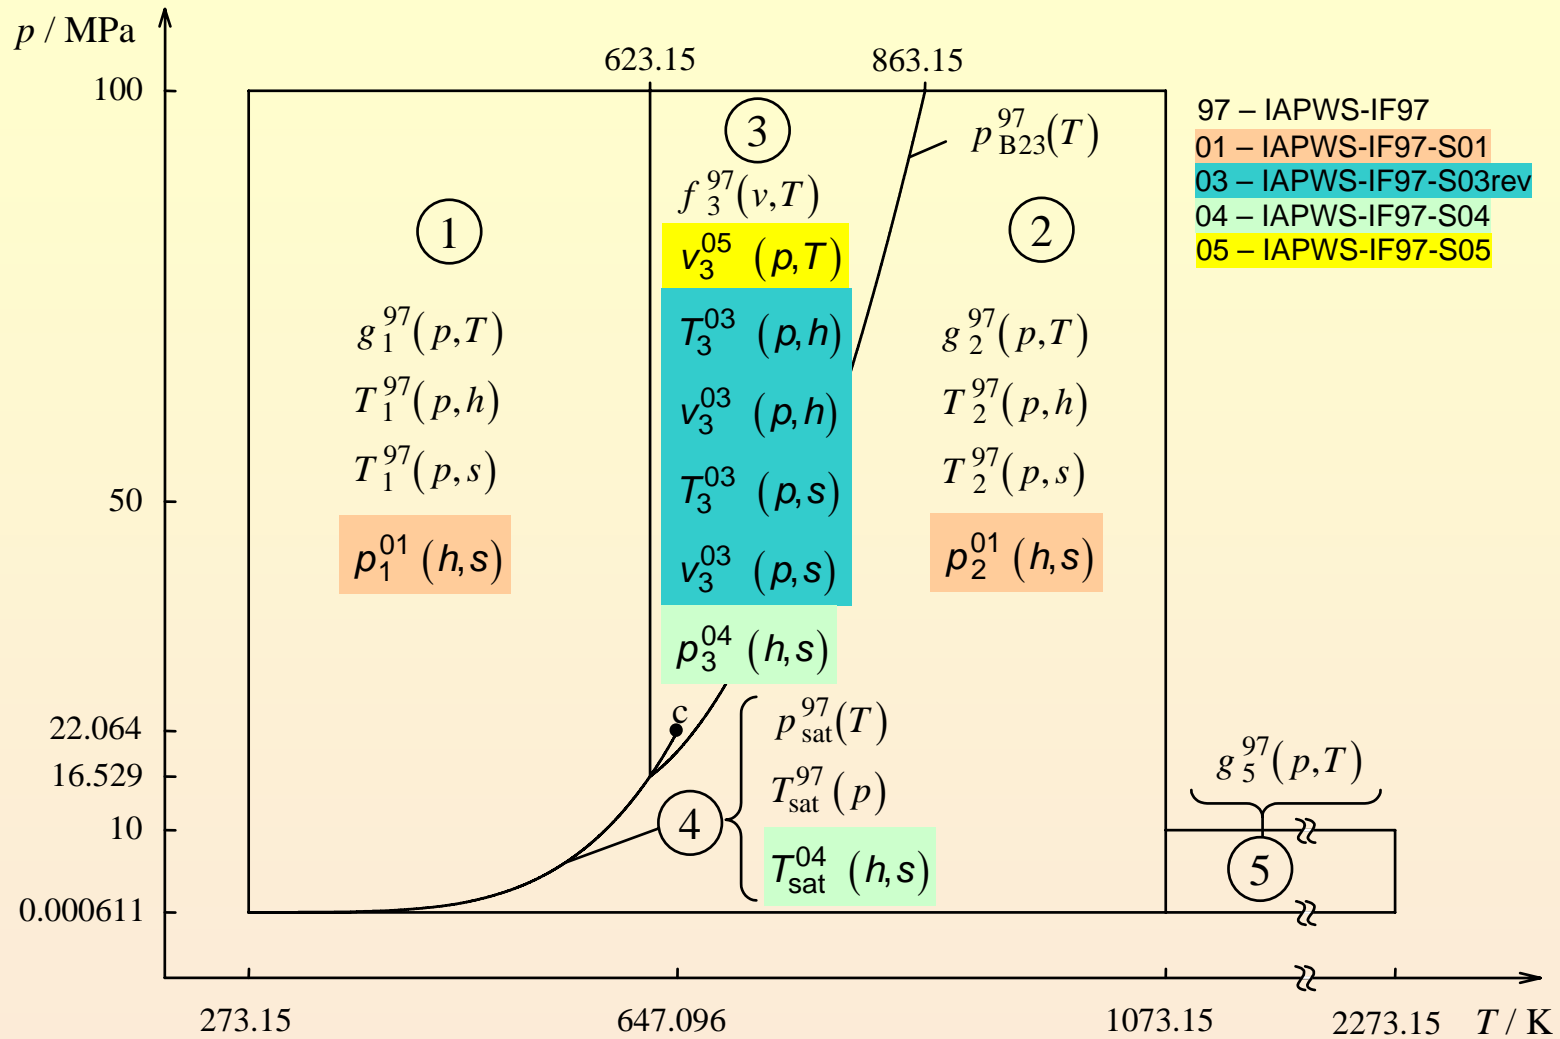 p / MPa
623.15
863.15
100
3
p_B23^97(T)
97 – IAPWS-IF97
01 – IAPWS-IF97-S01
03 – IAPWS-IF97-S03rev
04 – IAPWS-IF97-S04
05 – IAPWS-IF97-S05
f_3^97(v,T)
1
2
v_3^05 (p,T)
g_1^97(p,T)
T_3^03 (p,h)
g_2^97(p,T)
T_1^97(p,h)
v_3^03 (p,h)
T_2^97(p,h)
T_1^97(p,s)
T_3^03 (p,s)
T_2^97(p,s)
50
p_1^01 (h,s)
v_3^03 (p,s)
p_2^01 (h,s)
p_3^04 (h,s)
22.064
c
p_sat^97(T)
16.529
T_sat^97(p)
g_5^97(p,T)
10
4
T_sat^04 (h,s)
5
0.000611
273.15
647.096
1073.15
2273.15
T / K